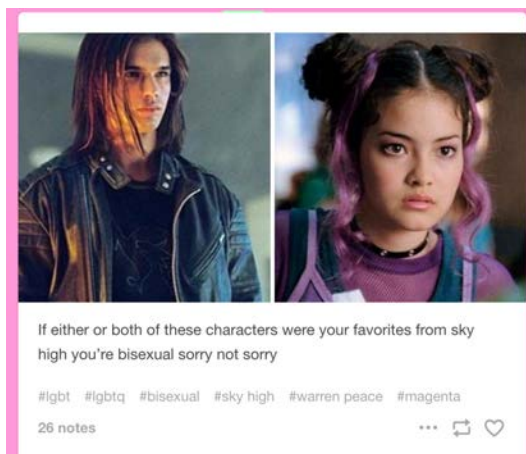 If either or both of these characters were your favorites from sky
high you’re bisexual sorry not sorry
#lgbt #lgbtq #bisexual #sky high #warren peace #magenta
26 notes